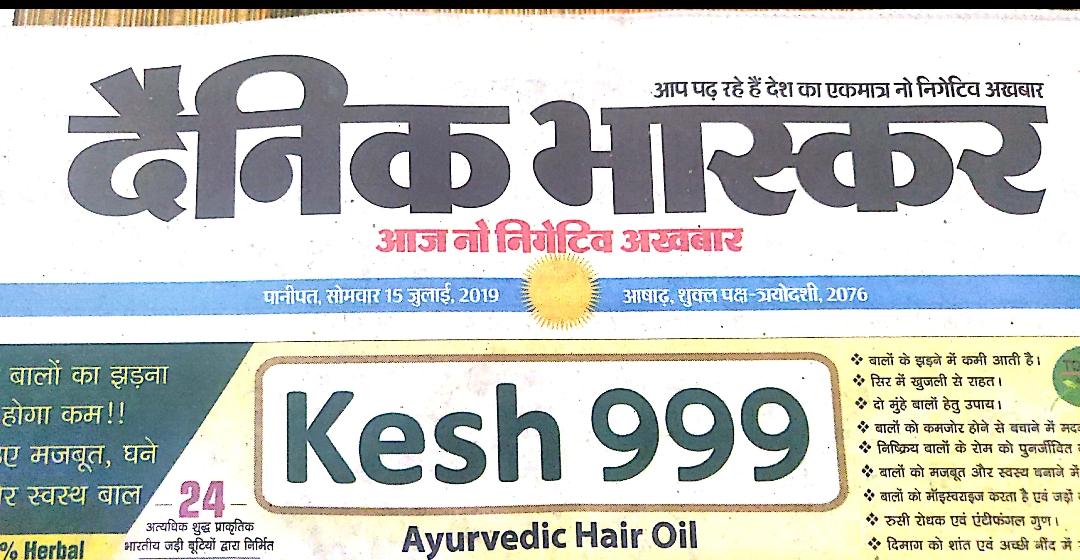 आप पढ़ रहे हैं देश का एकमात्र नो निगेटिव अखबार
दैनिक भास्कर
आज नो निगेटिव अखबार
पानीपत, सोमवार 15 जुलाई, 2019
आषाढ़, शुक्ल पक्ष-त्रयोदशी, 2076
बालों का झड़ना
होगा कम!!
मजबूत, घने
स्वस्थ बाल
24
अत्यधिक शुद्ध प्राकृतिक
भारतीय जड़ी बूटियों द्वारा निर्मित
% Herbal
Kesh 999
Ayurvedic Hair Oil
❖ बालों के झड़ने में कमी आती है।
❖ सिर में खुजली से राहत।
❖ दो मुंहे बालों हेतु उपाय।
❖ बालों को कमजोर होने से बचाने में
❖ निष्क्रिय बालों के रोम को पुनर्जीवित
❖ बालों को मजबूत और स्वस्थ बनाने में
❖ बालों को मॉइस्चराइज करता है एवं जड़ों
❖ रुसी रोधक एवं एंटीफंगल गुण।
❖ दिमाग को शांत एवं अच्छी नींद में